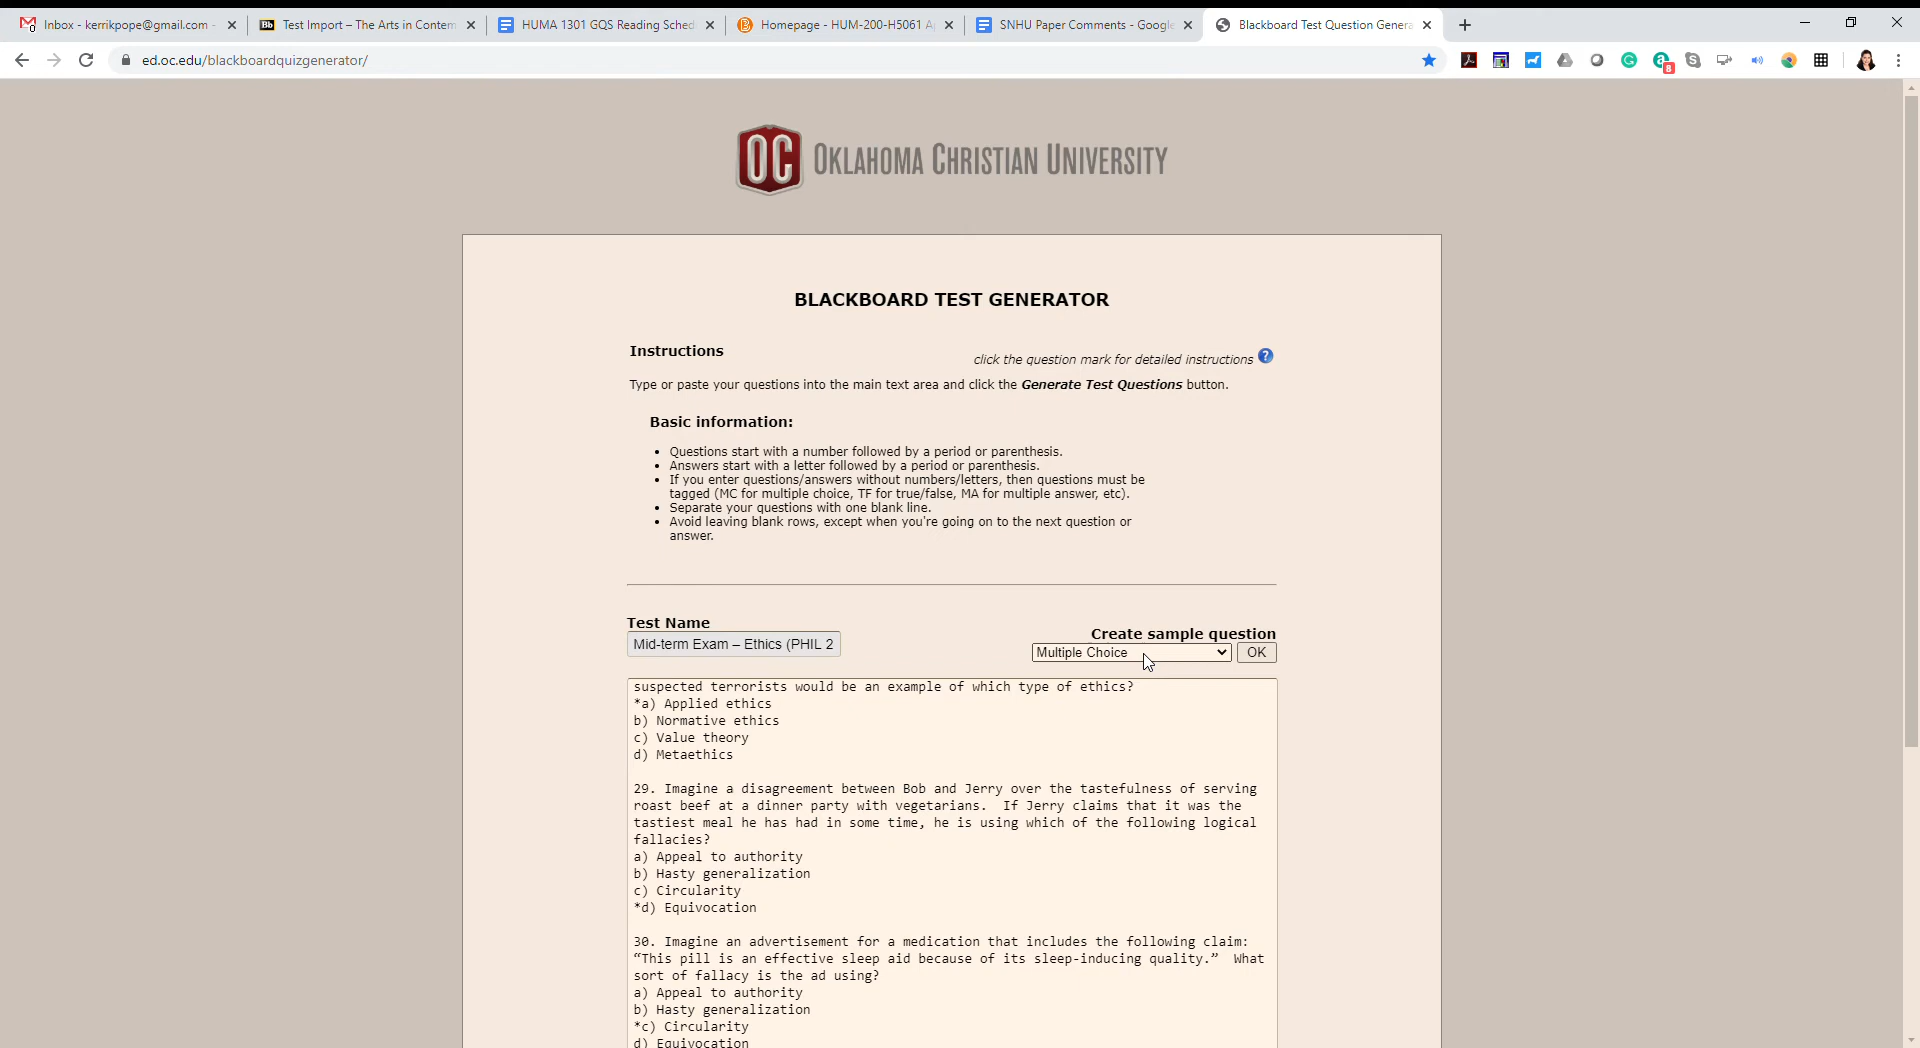 Inbox - kerrikpope@gmail.com -
Test Import – The Arts in Contem
HUMA 1301 GQS Reading Sched
Homepage - HUM-200-H5061 A
SNHU Paper Comments - Google
Blackboard Test Question Genera
ed.oc.edu/blackboardquizgenerator/
8
OC OKLAHOMA CHRISTIAN UNIVERSITY
BLACKBOARD TEST GENERATOR
Instructions
click the question mark for detailed instructions ?
Type or paste your questions into the main text area and click the Generate Test Questions button.
Basic information:
• Questions start with a number followed by a period or parenthesis.
• Answers start with a letter followed by a period or parenthesis.
• If you enter questions/answers without numbers/letters, then questions must be
tagged (MC for multiple choice, TF for true/false, MA for multiple answer, etc).
• Separate your questions with one blank line.
• Avoid leaving blank rows, except when you're going on to the next question or
answer.
Test Name
Mid-term Exam – Ethics (PHIL 2
Create sample question
Multiple Choice
OK
suspected terrorists would be an example of which type of ethics?
*a) Applied ethics
b) Normative ethics
c) Value theory
d) Metaethics
29. Imagine a disagreement between Bob and Jerry over the tastefulness of serving
roast beef at a dinner party with vegetarians.  If Jerry claims that it was the
tastiest meal he has had in some time, he is using which of the following logical
fallacies?
a) Appeal to authority
b) Hasty generalization
c) Circularity
*d) Equivocation
30. Imagine an advertisement for a medication that includes the following claim:
“This pill is an effective sleep aid because of its sleep-inducing quality.”  What
sort of fallacy is the ad using?
a) Appeal to authority
b) Hasty generalization
*c) Circularity
d) Equivocation